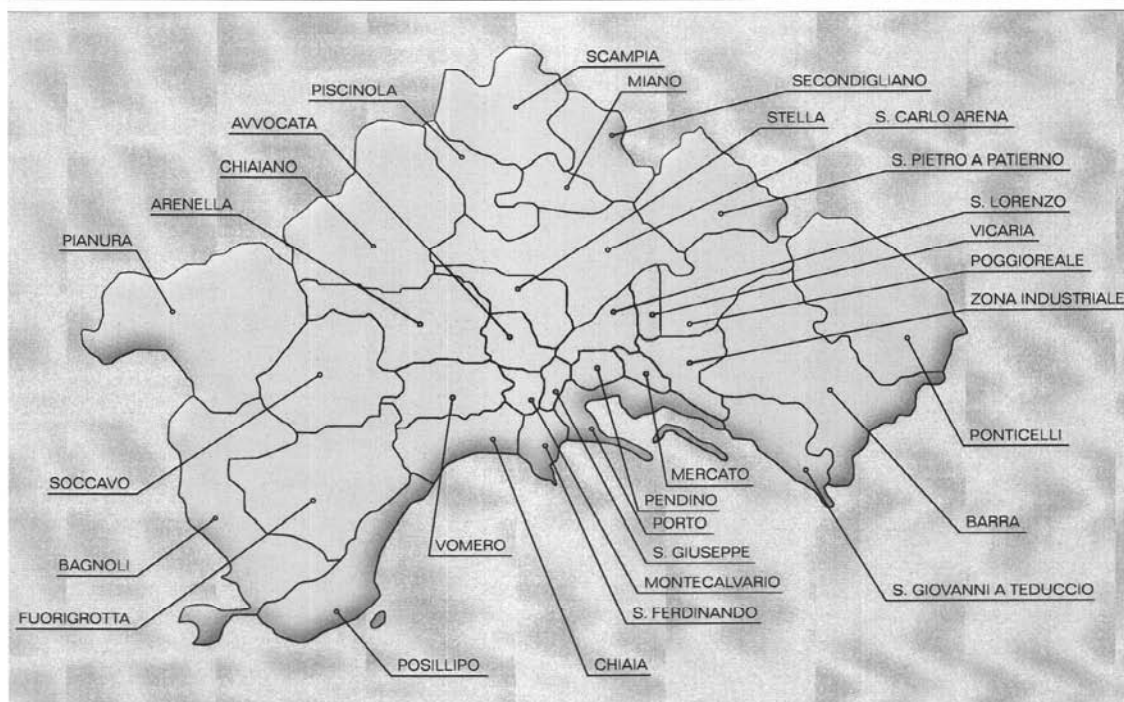 SCAMPIA
MIANO
SECONDIGLIANO
PISCINOLA
STELLA
S. CARLO ARENA
AVVOCATA
CHIAIANO
S. PIETRO A PATIERNO
ARENELLA
S. LORENZO
PIANURA
VICARIA
POGGIOREALE
ZONA INDUSTRIALE
PONTICELLI
MERCATO
SOCCAVO
PENDINO
PORTO
BARRA
VOMERO
S. GIUSEPPE
BAGNOLI
MONTECALVARIO
S. GIOVANNI A TEDUCCIO
FUORIGROTTA
S. FERDINANDO
POSILLIPO
CHIAIA